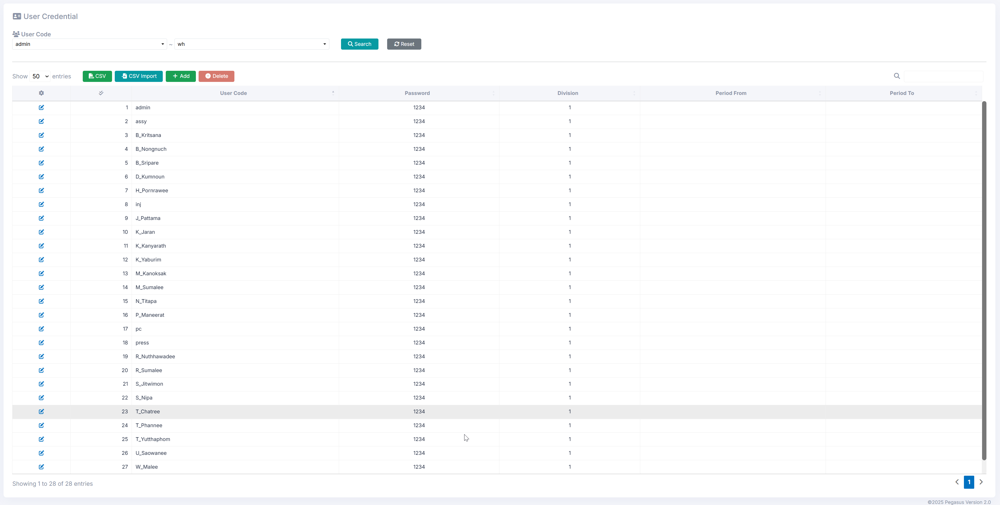 User Credential
User Code
admin ~ wh Search Reset
Show 50 entries CSV CSV Import Add Delete
User Code Password Division Period From Period To
1 admin 1234 1
2 assy 1234 1
3 B_Kritsana 1234 1
4 B_Nongnuch 1234 1
5 B_Sripare 1234 1
6 D_Kumnoun 1234 1
7 H_Pornrawee 1234 1
8 inj 1234 1
9 J_Pattama 1234 1
10 K_Jaran 1234 1
11 K_Kanyarath 1234 1
12 K_Yaburim 1234 1
13 M_Kanoksak 1234 1
14 M_Sumalee 1234 1
15 N_Titapa 1234 1
16 P_Maneerat 1234 1
17 pc 1234 1
18 press 1234 1
19 R_Nuthhawadee 1234 1
20 R_Sumalee 1234 1
21 S_Jitwimon 1234 1
22 S_Nipa 1234 1
23 T_Chatree 1234 1
24 T_Phannee 1234 1
25 T_Yutthaphom 1234 1
26 U_Saowanee 1234 1
27 W_Malee 1234 1
Showing 1 to 28 of 28 entries 1
©2025 Pegasus Version 2.0